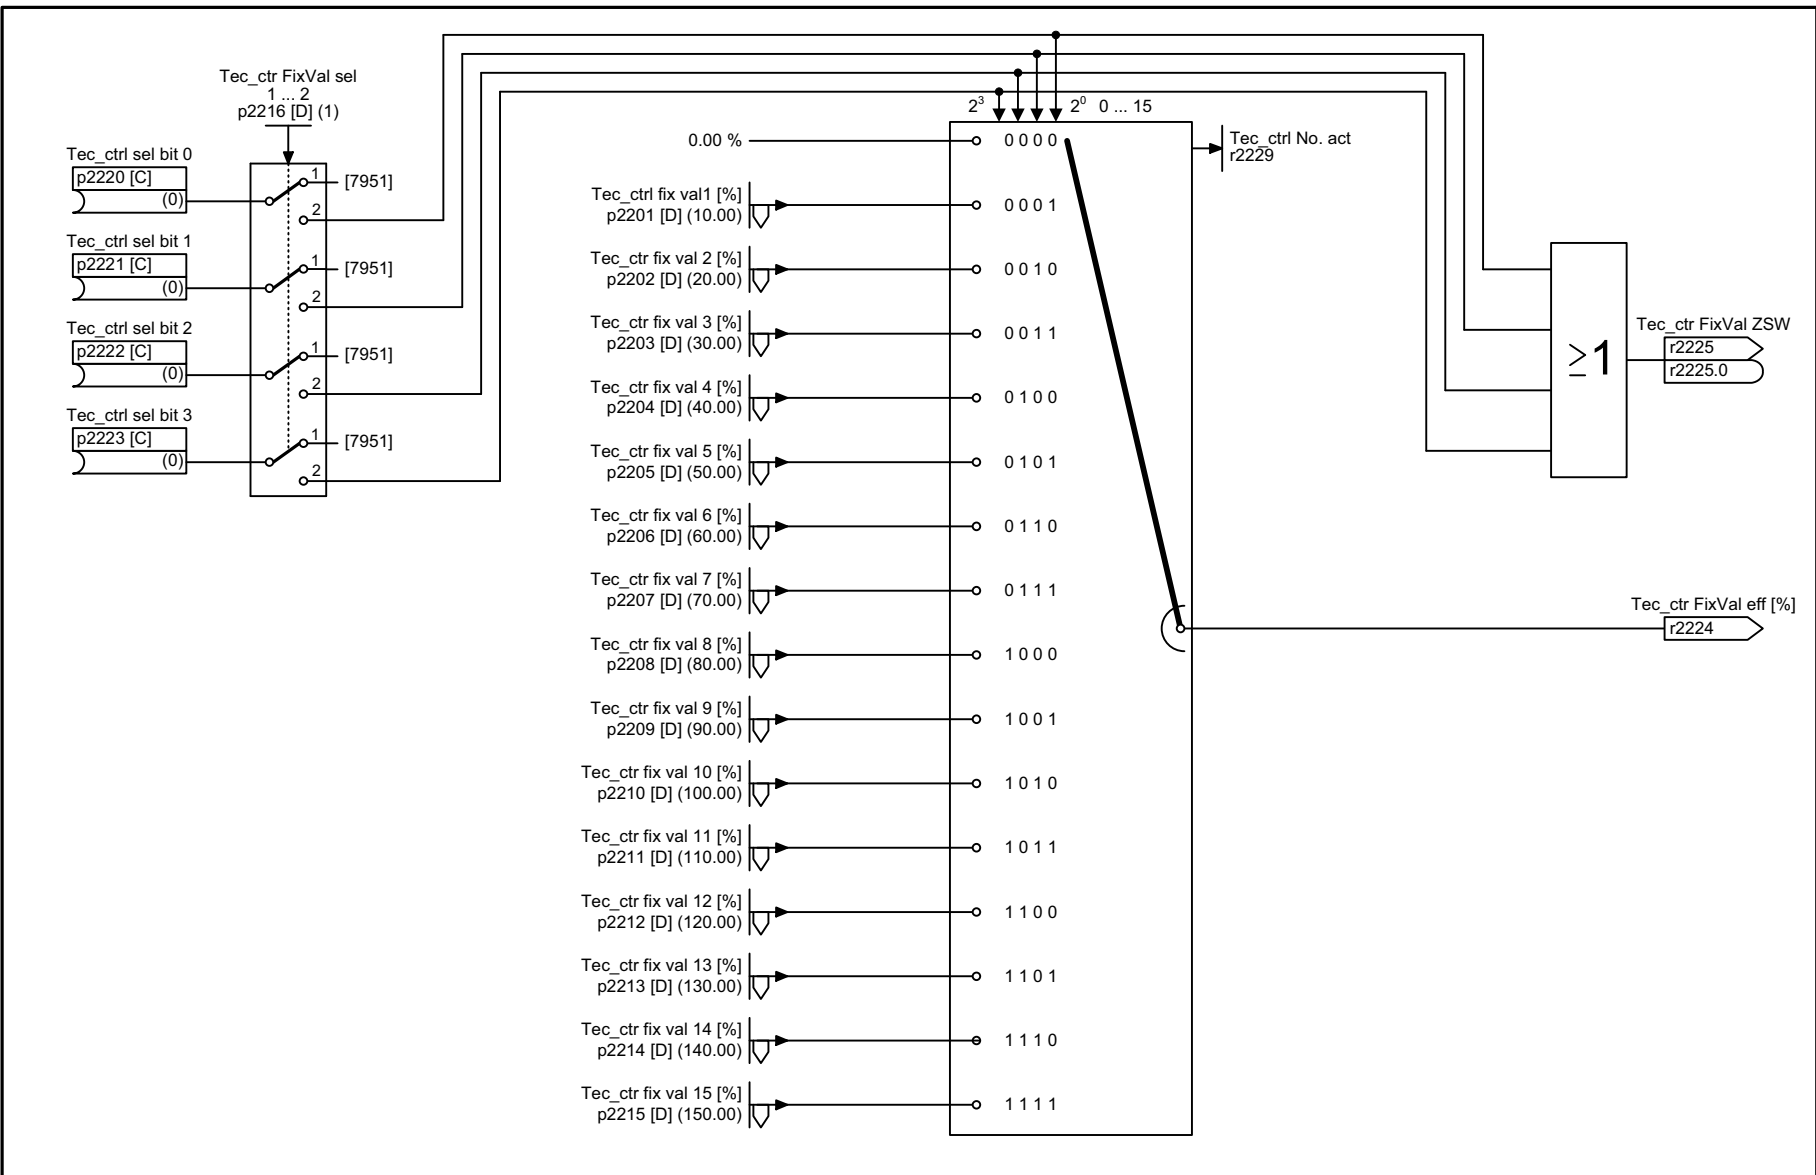 Tec_ctr FixVal sel
1 ... 2
p2216 [D] (1)
Tec_ctrl sel bit 0
p2220 [C]
(0)
1
[7951]
2
Tec_ctrl sel bit 1
p2221 [C]
(0)
1
[7951]
2
Tec_ctrl sel bit 2
p2222 [C]
(0)
1
[7951]
2
Tec_ctrl sel bit 3
p2223 [C]
(0)
1
[7951]
2
2³ 2⁰ 0 ... 15
0.00 % 0 0 0 0
Tec_ctrl No. act
r2229
Tec_ctrl fix val1 [%]
p2201 [D] (10.00)
0 0 0 1
Tec_ctr fix val 2 [%]
p2202 [D] (20.00)
0 0 1 0
Tec_ctr fix val 3 [%]
p2203 [D] (30.00)
0 0 1 1
Tec_ctr fix val 4 [%]
p2204 [D] (40.00)
0 1 0 0
Tec_ctr fix val 5 [%]
p2205 [D] (50.00)
0 1 0 1
Tec_ctr fix val 6 [%]
p2206 [D] (60.00)
0 1 1 0
Tec_ctr fix val 7 [%]
p2207 [D] (70.00)
0 1 1 1
Tec_ctr fix val 8 [%]
p2208 [D] (80.00)
1 0 0 0
Tec_ctr fix val 9 [%]
p2209 [D] (90.00)
1 0 0 1
Tec_ctr fix val 10 [%]
p2210 [D] (100.00)
1 0 1 0
Tec_ctr fix val 11 [%]
p2211 [D] (110.00)
1 0 1 1
Tec_ctr fix val 12 [%]
p2212 [D] (120.00)
1 1 0 0
Tec_ctr fix val 13 [%]
p2213 [D] (130.00)
1 1 0 1
Tec_ctr fix val 14 [%]
p2214 [D] (140.00)
1 1 1 0
Tec_ctr fix val 15 [%]
p2215 [D] (150.00)
1 1 1 1
≥1
Tec_ctr FixVal ZSW
r2225
r2225.0
Tec_ctr FixVal eff [%]
r2224